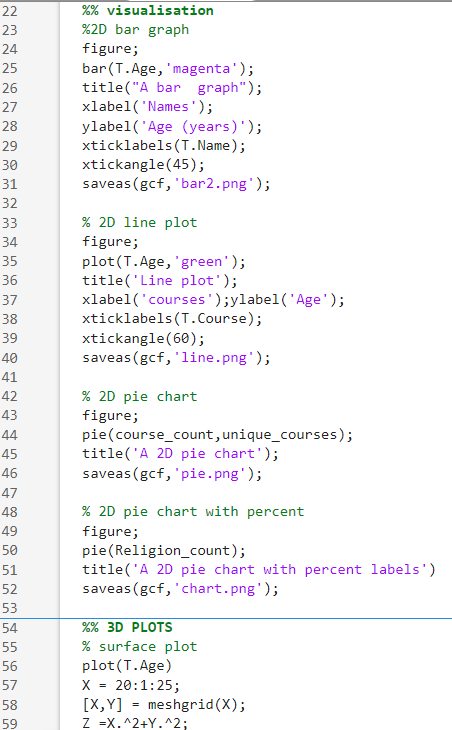 22 %% visualisation
23 %2D bar graph
24 figure;
25 bar(T.Age,'magenta');
26 title("A bar  graph");
27 xlabel('Names');
28 ylabel('Age (years)');
29 xticklabels(T.Name);
30 xtickangle(45);
31 saveas(gcf,'bar2.png');
32
33 % 2D line plot
34 figure;
35 plot(T.Age,'green');
36 title('Line plot');
37 xlabel('courses');ylabel('Age');
38 xticklabels(T.Course);
39 xtickangle(60);
40 saveas(gcf,'line.png');
41
42 % 2D pie chart
43 figure;
44 pie(course_count,unique_courses);
45 title('A 2D pie chart');
46 saveas(gcf,'pie.png');
47
48 % 2D pie chart with percent
49 figure;
50 pie(Religion_count);
51 title('A 2D pie chart with percent labels')
52 saveas(gcf,'chart.png');
53
54 %% 3D PLOTS
55 % surface plot
56 plot(T.Age)
57 X = 20:1:25;
58 [X,Y] = meshgrid(X);
59 Z =X.^2+Y.^2;